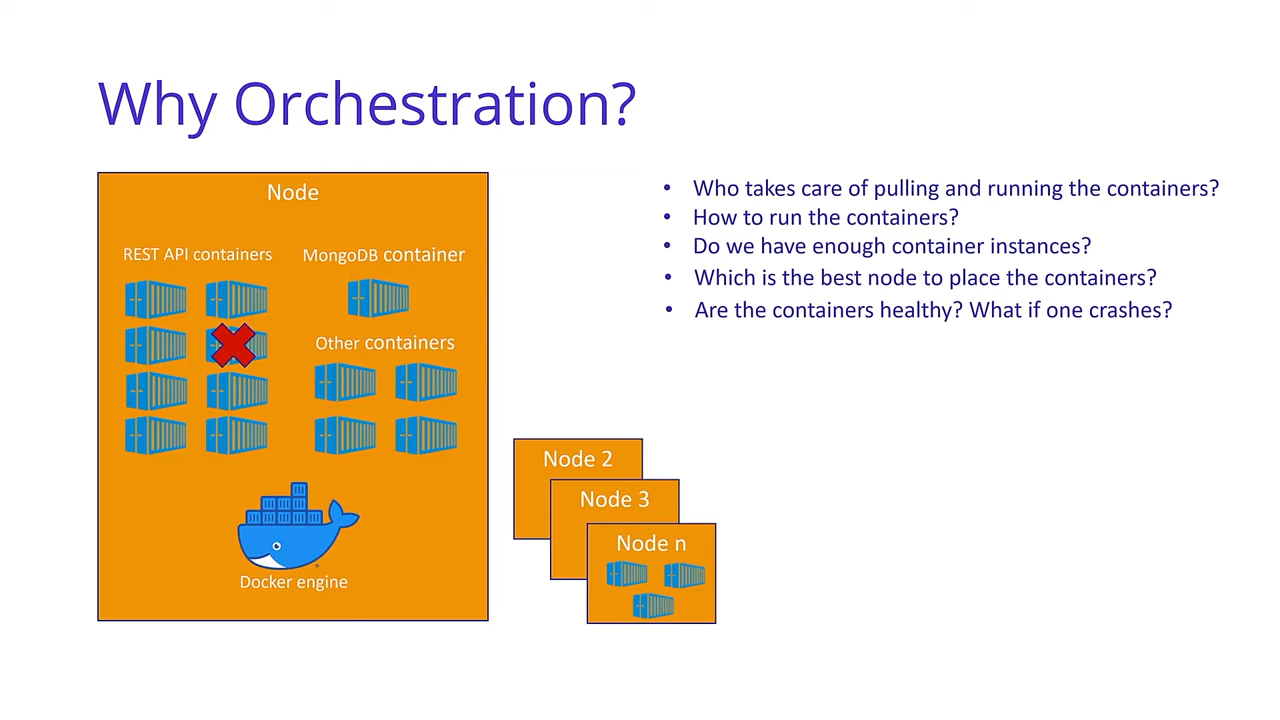 Why Orchestration?
Node
REST API containers
MongoDB container
Other containers
Docker engine
Node 2
Node 3
Node n
• Who takes care of pulling and running the containers?
• How to run the containers?
• Do we have enough container instances?
• Which is the best node to place the containers?
• Are the containers healthy? What if one crashes?